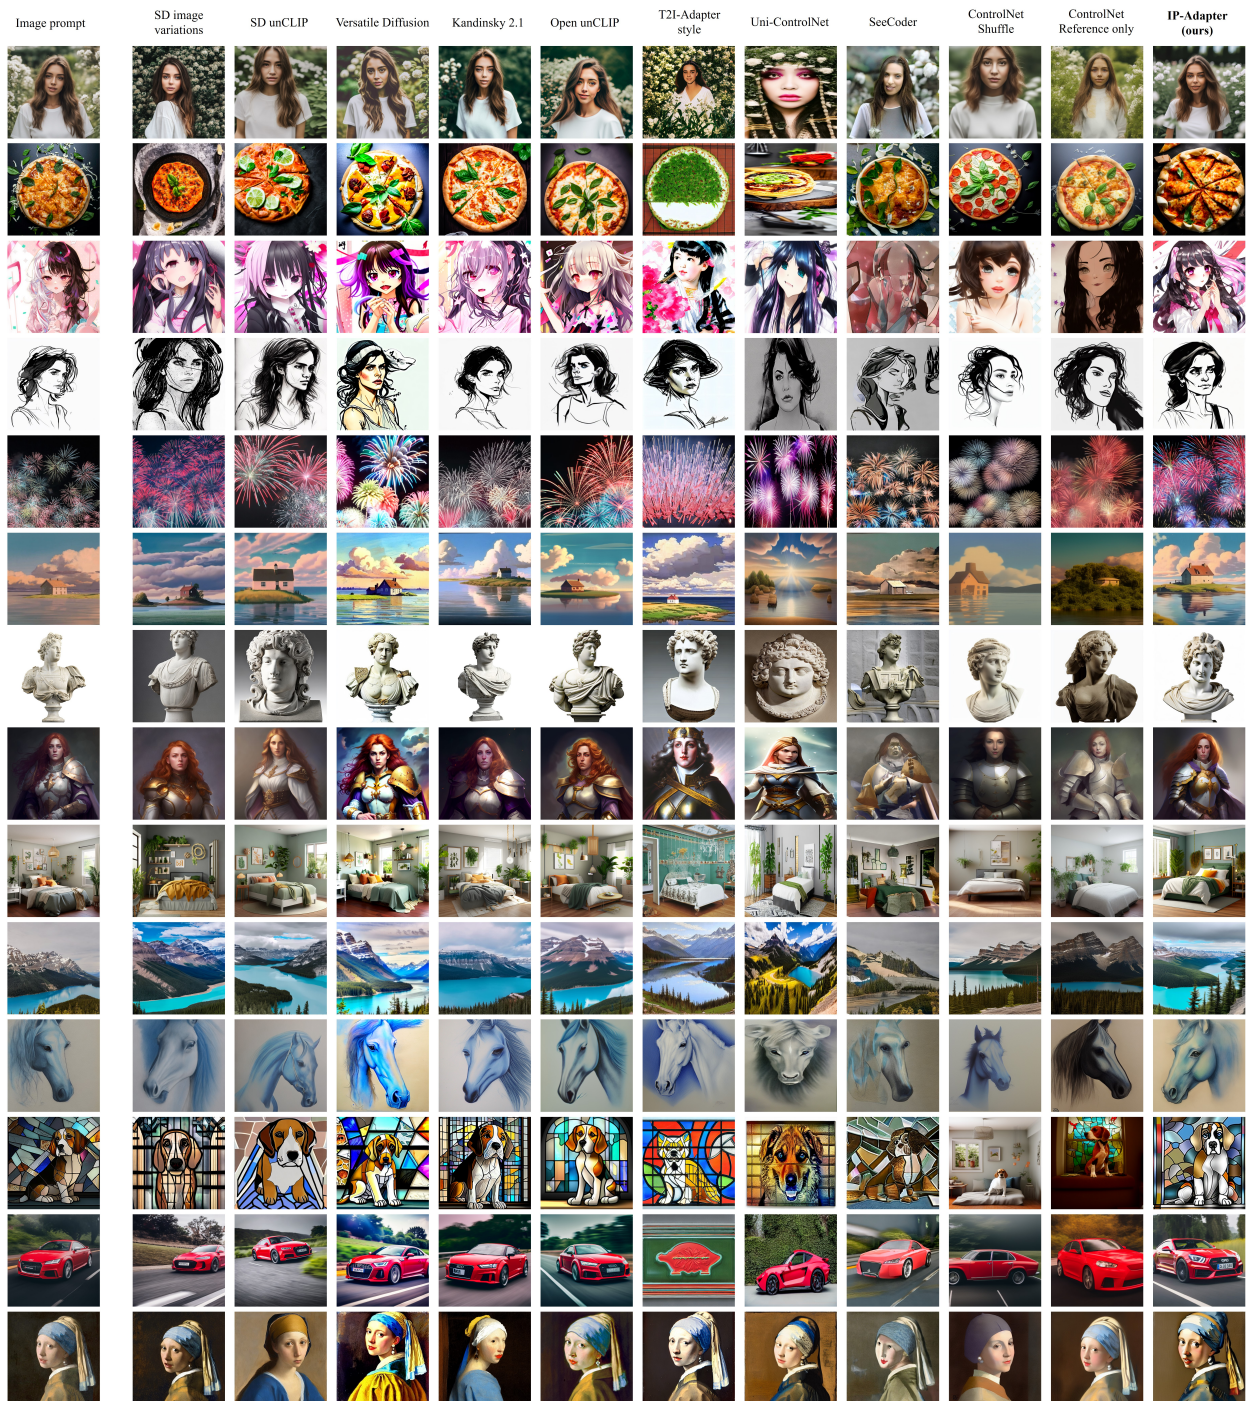 Image prompt
SD image
variations
SD unCLIP
Versatile Diffusion
Kandinsky 2.1
Open unCLIP
T2I-Adapter
style
Uni-ControlNet
SeeCoder
ControlNet
Shuffle
ControlNet
Reference only
IP-Adapter
(ours)